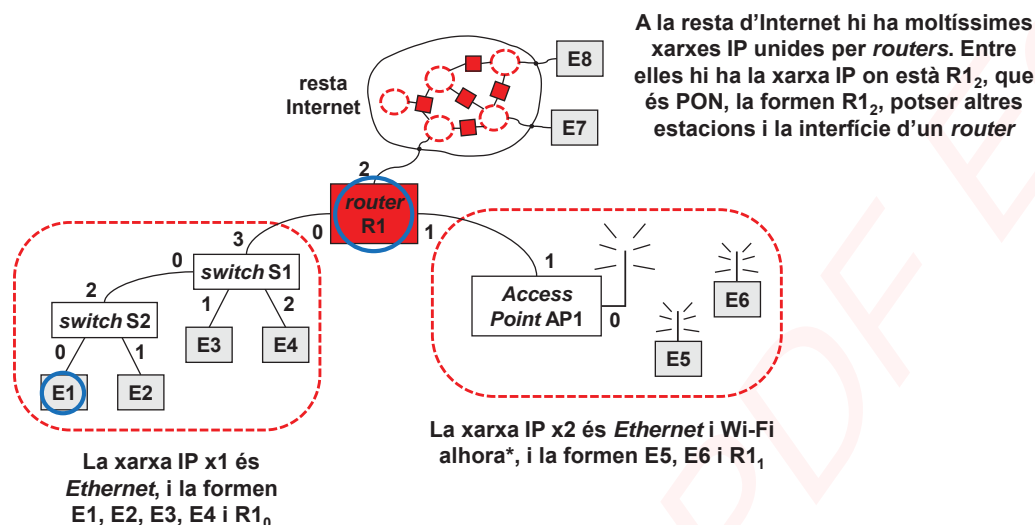 A la resta d'Internet hi ha moltíssimes
xarxes IP unides per routers. Entre
elles hi ha la xarxa IP on està R1₂, que
és PON, la formen R1₂, potser altres
estacions i la interfície d'un router
resta
Internet
E8
E7
2
router
R1
0
1
3
0
switch S1
1
2
2
switch S2
0
1
E3
E4
E1
E2
1
Access
Point AP1
0
E6
E5
La xarxa IP x1 és
Ethernet, i la formen
E1, E2, E3, E4 i R1₀
La xarxa IP x2 és Ethernet i Wi-Fi
alhora*, i la formen E5, E6 i R1₁
PDF E